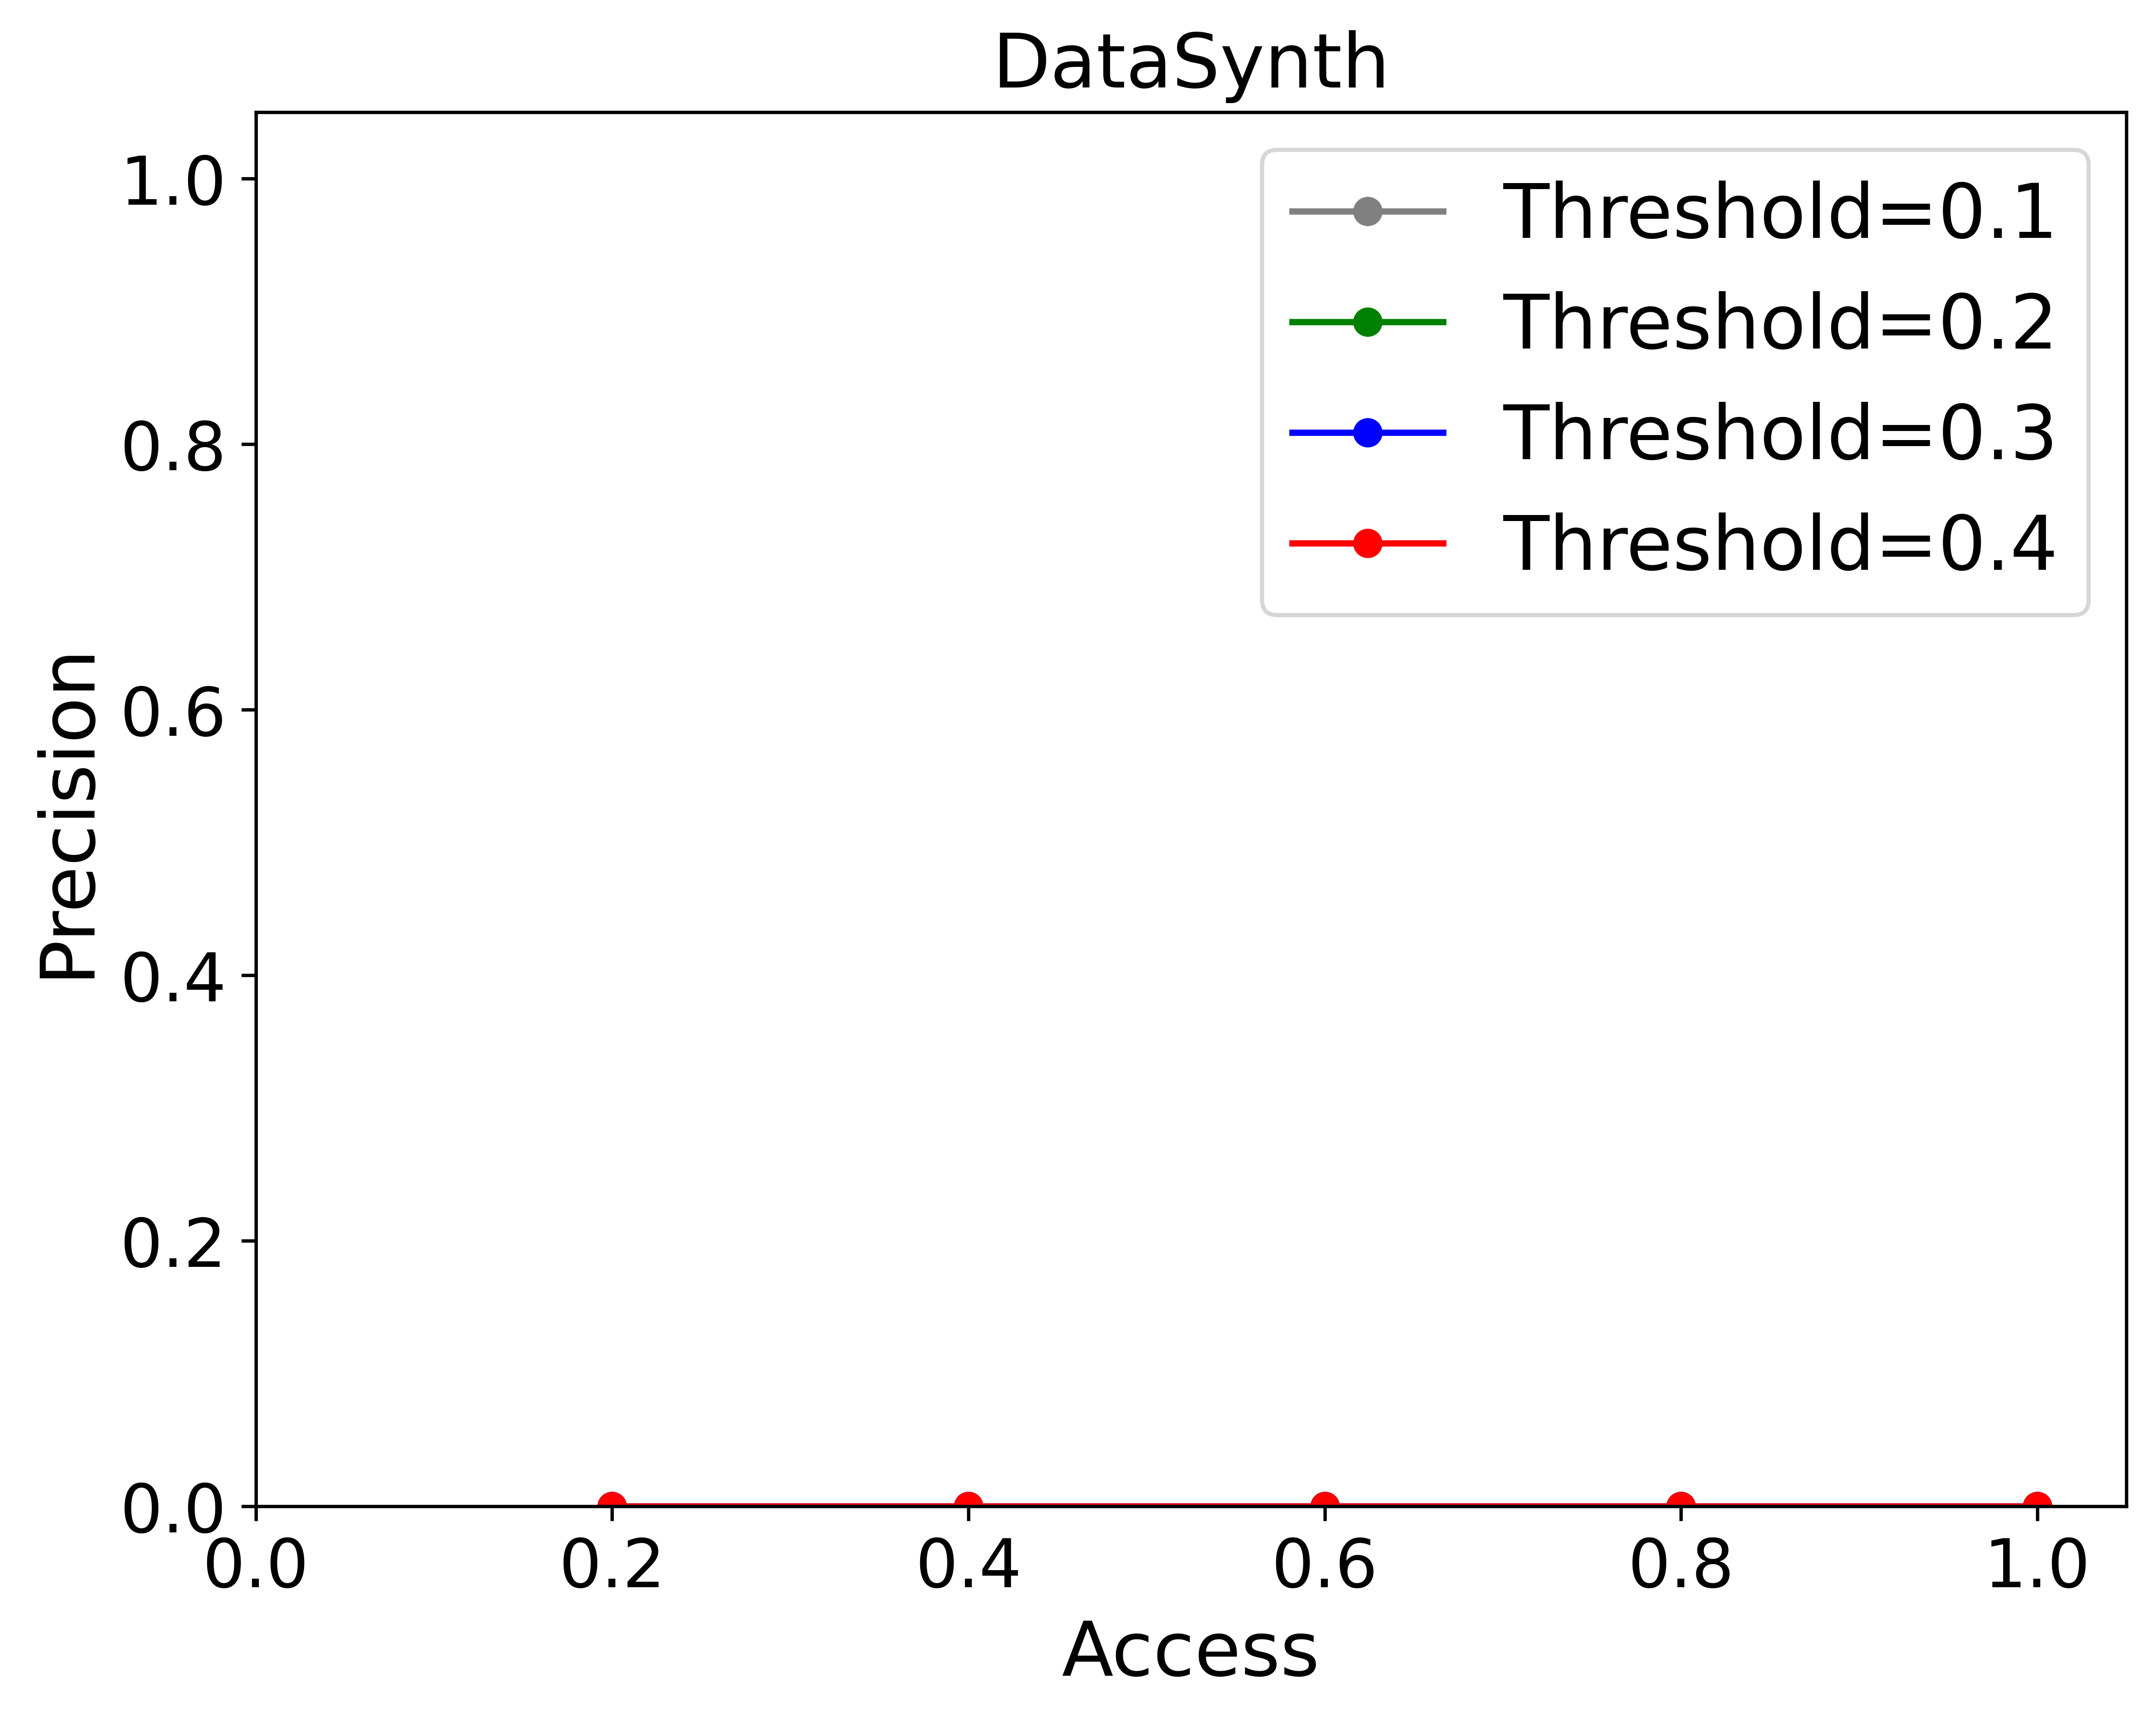 DataSynth
Threshold=0.1
Threshold=0.2
Threshold=0.3
Threshold=0.4
Precision
1.0
0.8
0.6
0.4
0.2
0.0
0.0 0.2 0.4 0.6 0.8 1.0
Access